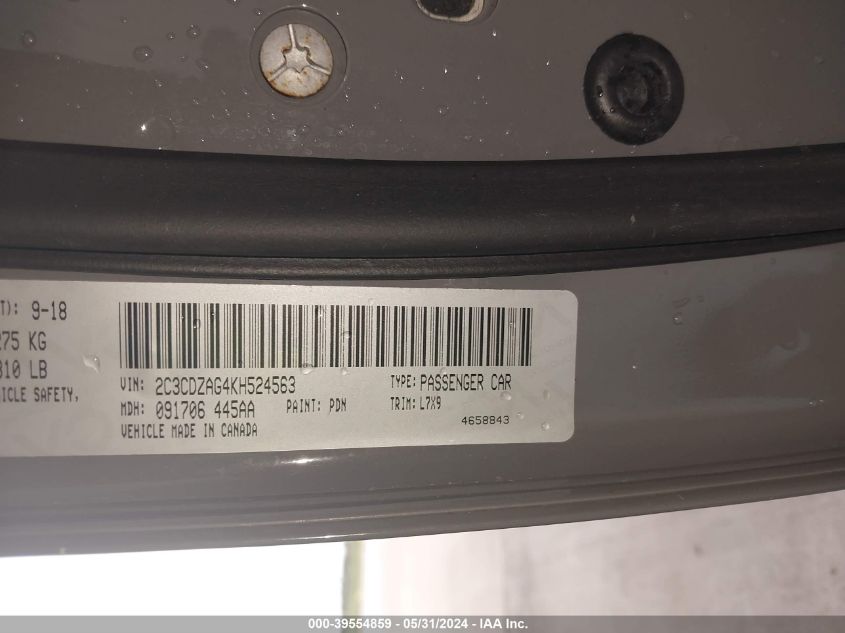 T): 9-18
275 KG
310 LB
ICLE SAFETY,
VIN: 2C3CDZAG4KH524563
TYPE: PASSENGER CAR
MDH: 091706 445AA
PAINT: PDN
TRIM: L7X9
VEHICLE MADE IN CANADA
4658843
000-39554859 - 05/31/2024 - IAA Inc.